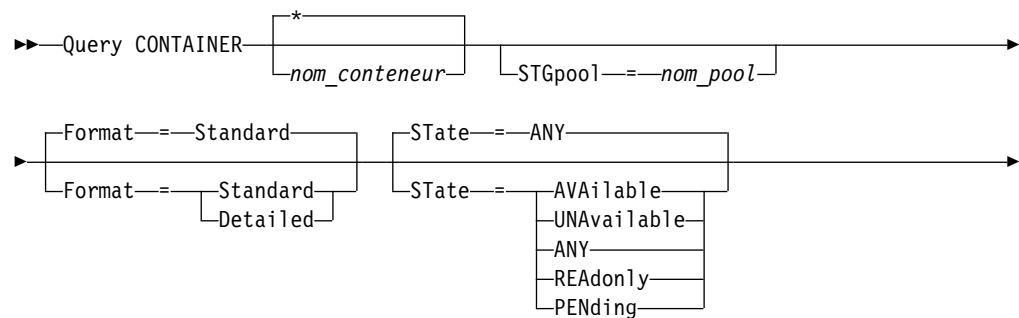 *
Query CONTAINER
nom_conteneur
STGpool = nom_pool
Format = Standard
Format = Standard
Detailed
STate = ANY
STate = AVAilable
UNAvailable
ANY
REAdonly
PENding